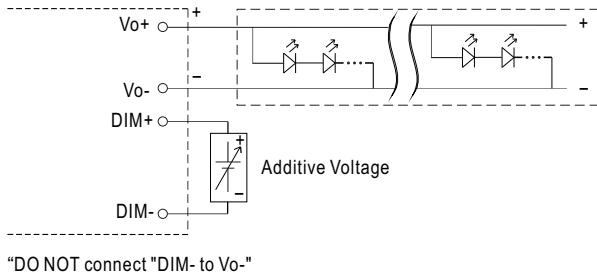 Vo+
+
+
Vo-
−
−
DIM+
+
Additive Voltage
−
DIM-
“DO NOT connect "DIM- to Vo-"